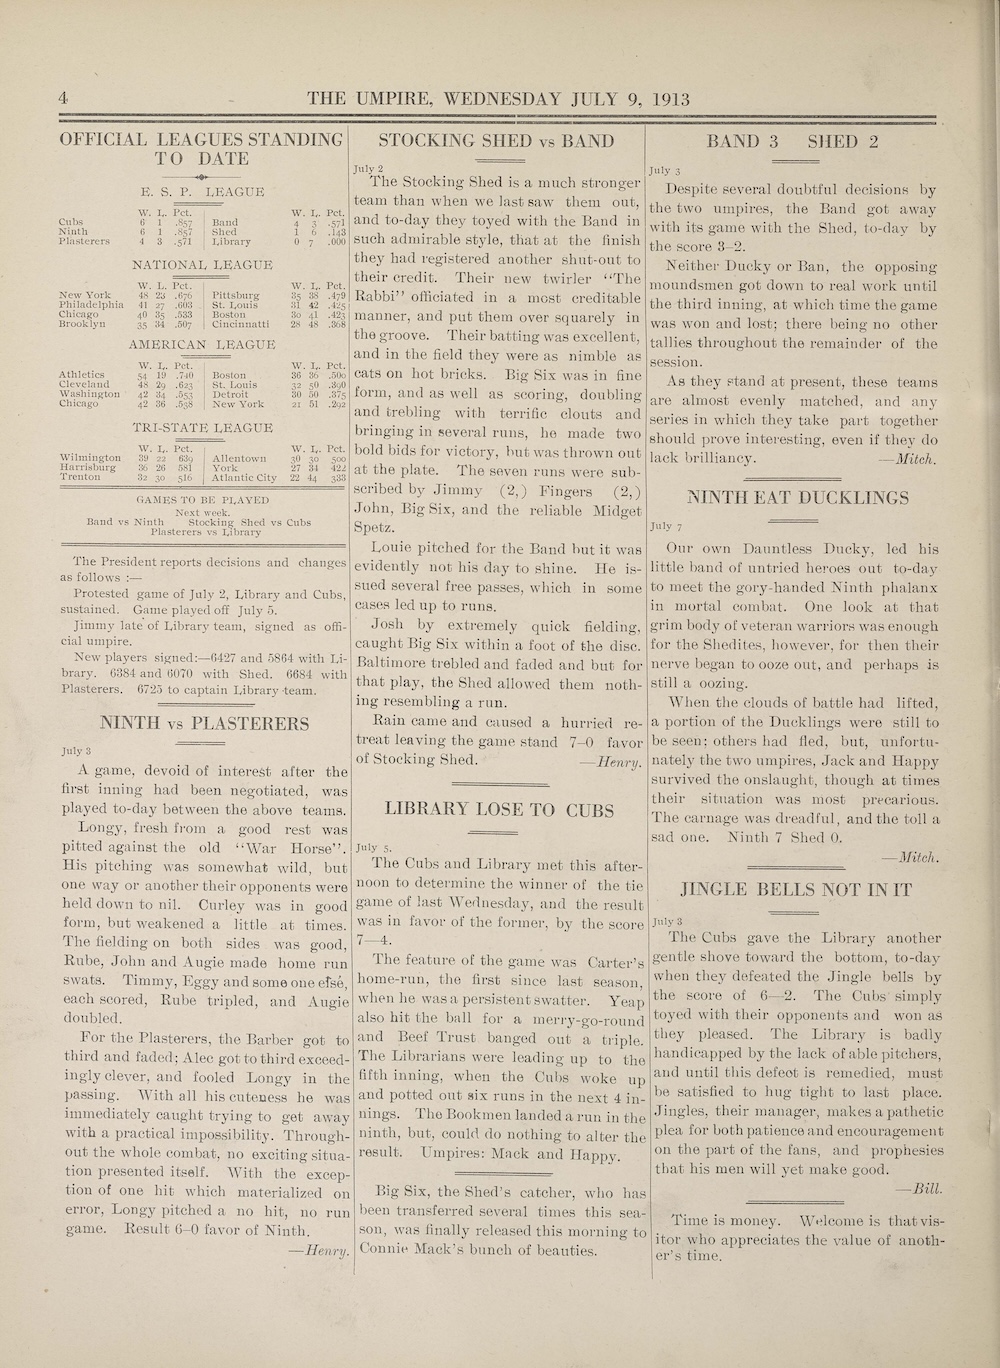 4
THE UMPIRE, WEDNESDAY JULY 9, 1913
OFFICIAL LEAGUES STANDING
TO DATE
E. S. P. LEAGUE
W. L. Pct. W. L. Pct.
Cubs 6 1 .857 Band 4 3 .571
Ninth 6 1 .857 Shed 1 6 .143
Plasterers 4 3 .571 Library 0 7 .000
NATIONAL LEAGUE
W. L. Pct. W. L. Pct.
New York 48 23 .676 Pittsburg 35 38 .479
Philadelphia 41 27 .603 St. Louis 31 42 .425
Chicago 40 35 .533 Boston 30 41 .423
Brooklyn 35 34 .507 Cincinnatti 28 48 .368
AMERICAN LEAGUE
W. L. Pct. W. L. Pct.
Athletics 54 19 .740 Boston 36 36 .500
Cleveland 48 29 .623 St. Louis 32 50 .390
Washington 42 34 .553 Detroit 30 50 .375
Chicago 42 36 .538 New York 21 51 .292
TRI-STATE LEAGUE
W. L. Pct. W. L. Pct.
Wilmington 39 22 639 Allentown 30 30 500
Harrisburg 36 26 581 York 27 34 422
Trenton 32 30 516 Atlantic City 22 44 333
GAMES TO BE PLAYED
Next week.
Band vs Ninth Stocking Shed vs Cubs
Plasterers vs Library
The President reports decisions and changes
as follows :—
Protested game of July 2, Library and Cubs,
sustained. Game played off July 5.
Jimmy late of Library team, signed as offi-
cial umpire.
New players signed:—6427 and 5864 with Li-
brary. 6384 and 6070 with Shed. 6684 with
Plasterers. 6725 to captain Library team.
NINTH vs PLASTERERS
July 3
A game, devoid of interest after the
first inning had been negotiated, was
played to-day between the above teams.
Longy, fresh from a good rest was
pitted against the old "War Horse".
His pitching was somewhat wild, but
one way or another their opponents were
held down to nil. Curley was in good
form, but weakened a little at times.
The fielding on both sides was good,
Rube, John and Augie made home run
swats. Timmy, Eggy and some one else,
each scored, Rube tripled, and Augie
doubled.
For the Plasterers, the Barber got to
third and faded; Alec got to third exceed-
ingly clever, and fooled Longy in the
passing. With all his cuteness he was
immediately caught trying to get away
with a practical impossibility. Through-
out the whole combat, no exciting situa-
tion presented itself. With the excep-
tion of one hit which materialized on
error, Longy pitched a no hit, no run
game. Result 6-0 favor of Ninth.
—Henry.
STOCKING SHED vs BAND
July 2
The Stocking Shed is a much stronger
team than when we last saw them out,
and to-day they toyed with the Band in
such admirable style, that at the finish
they had registered another shut-out to
their credit. Their new twirler "The
Rabbi" officiated in a most creditable
manner, and put them over squarely in
the groove. Their batting was excellent,
and in the field they were as nimble as
cats on hot bricks. Big Six was in fine
form, and as well as scoring, doubling
and trebling with terrific clouts and
bringing in several runs, he made two
bold bids for victory, but was thrown out
at the plate. The seven runs were sub-
scribed by Jimmy (2,) Fingers (2,)
John, Big Six, and the reliable Midget
Spetz.
Louie pitched for the Band but it was
evidently not his day to shine. He is-
sued several free passes, which in some
cases led up to runs.
Josh by extremely quick fielding,
caught Big Six within a foot of the disc.
Baltimore trebled and faded and but for
that play, the Shed allowed them noth-
ing resembling a run.
Rain came and caused a hurried re-
treat leaving the game stand 7-0 favor
of Stocking Shed. —Henry.
LIBRARY LOSE TO CUBS
July 5.
The Cubs and Library met this after-
noon to determine the winner of the tie
game of last Wednesday, and the result
was in favor of the former, by the score
7—4.
The feature of the game was Carter's
home-run, the first since last season,
when he was a persistent swatter. Yeap
also hit the ball for a merry-go-round
and Beef Trust banged out a triple.
The Librarians were leading up to the
fifth inning, when the Cubs woke up
and potted out six runs in the next 4 in-
nings. The Bookmen landed a run in the
ninth, but, could do nothing to alter the
result. Umpires: Mack and Happy.
Big Six, the Shed's catcher, who has
been transferred several times this sea-
son, was finally released this morning to
Connie Mack's bunch of beauties.
BAND 3 SHED 2
July 3
Despite several doubtful decisions by
the two umpires, the Band got away
with its game with the Shed, to-day by
the score 3-2.
Neither Ducky or Ban, the opposing
moundsmen got down to real work until
the third inning, at which time the game
was won and lost; there being no other
tallies throughout the remainder of the
session.
As they stand at present, these teams
are almost evenly matched, and any
series in which they take part together
should prove interesting, even if they do
lack brilliancy. —Mitch.
NINTH EAT DUCKLINGS
July 7
Our own Dauntless Ducky, led his
little band of untried heroes out to-day
to meet the gory-handed Ninth phalanx
in mortal combat. One look at that
grim body of veteran warriors was enough
for the Shedites, however, for then their
nerve began to ooze out, and perhaps is
still a oozing.
When the clouds of battle had lifted,
a portion of the Ducklings were still to
be seen; others had fled, but, unfortu-
nately the two umpires, Jack and Happy
survived the onslaught, though at times
their situation was most precarious.
The carnage was dreadful, and the toll a
sad one. Ninth 7 Shed 0.
—Mitch.
JINGLE BELLS NOT IN IT
July 3
The Cubs gave the Library another
gentle shove toward the bottom, to-day
when they defeated the Jingle bells by
the score of 6—2. The Cubs simply
toyed with their opponents and won as
they pleased. The Library is badly
handicapped by the lack of able pitchers,
and until this defect is remedied, must
be satisfied to hug tight to last place.
Jingles, their manager, makes a pathetic
plea for both patience and encouragement
on the part of the fans, and prophesies
that his men will yet make good.
—Bill.
Time is money. Welcome is that vis-
itor who appreciates the value of anoth-
er's time.